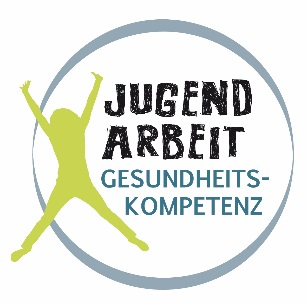 JUGEND
ARBEIT
GESUNDHEITS-
KOMPETENZ